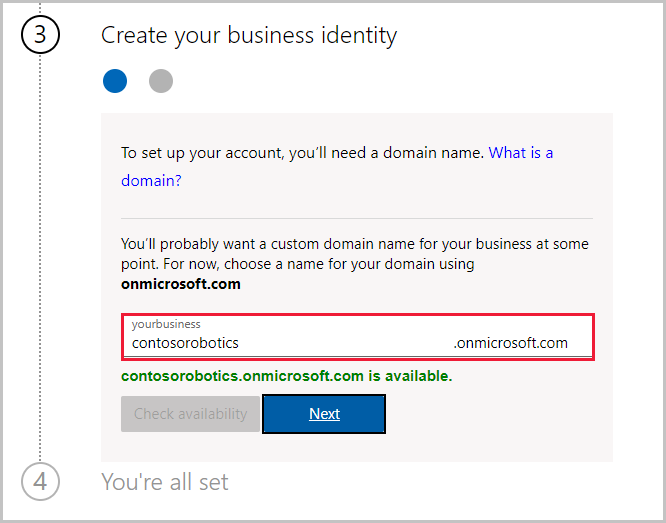 3
Create your business identity
To set up your account, you'll need a domain name. What is a
domain?
You'll probably want a custom domain name for your business at some
point. For now, choose a name for your domain using
onmicrosoft.com
yourbusiness
contosorobotics .onmicrosoft.com
contosorobotics.onmicrosoft.com is available.
Check availability Next
4
You're all set